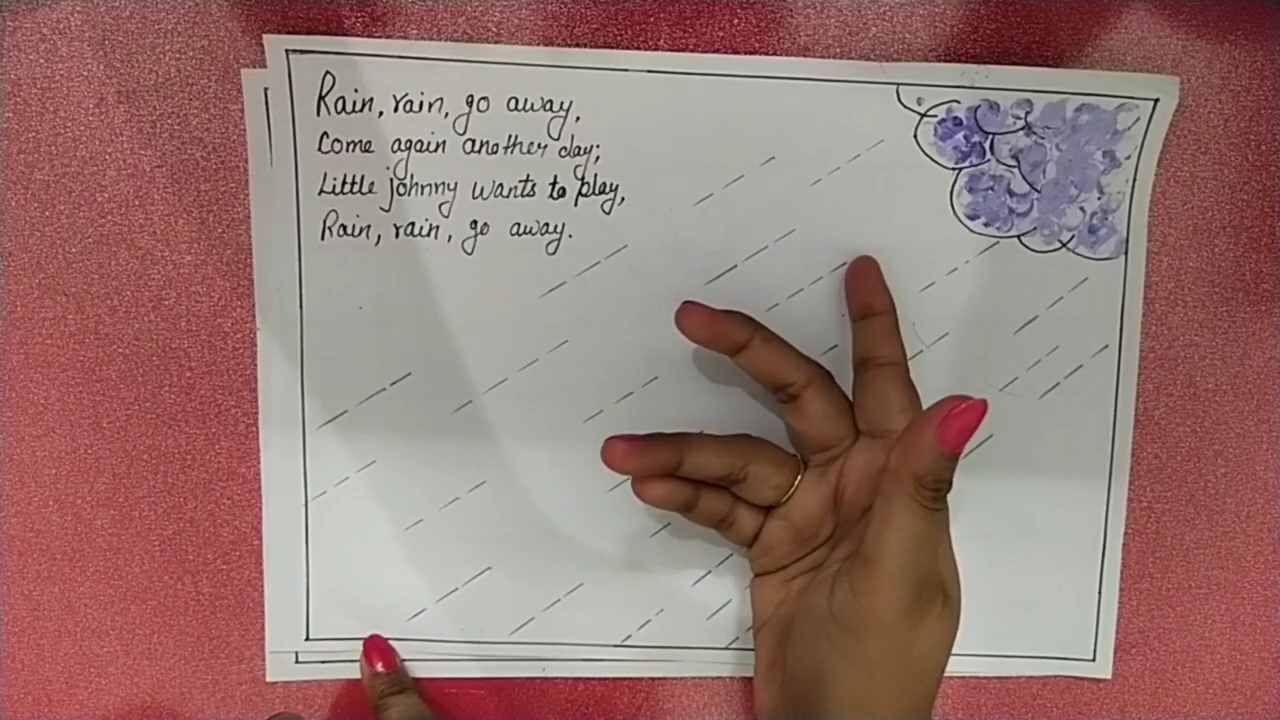 Rain, rain, go away,
Come again another day;
Little johnny wants to play,
Rain, rain, go away.